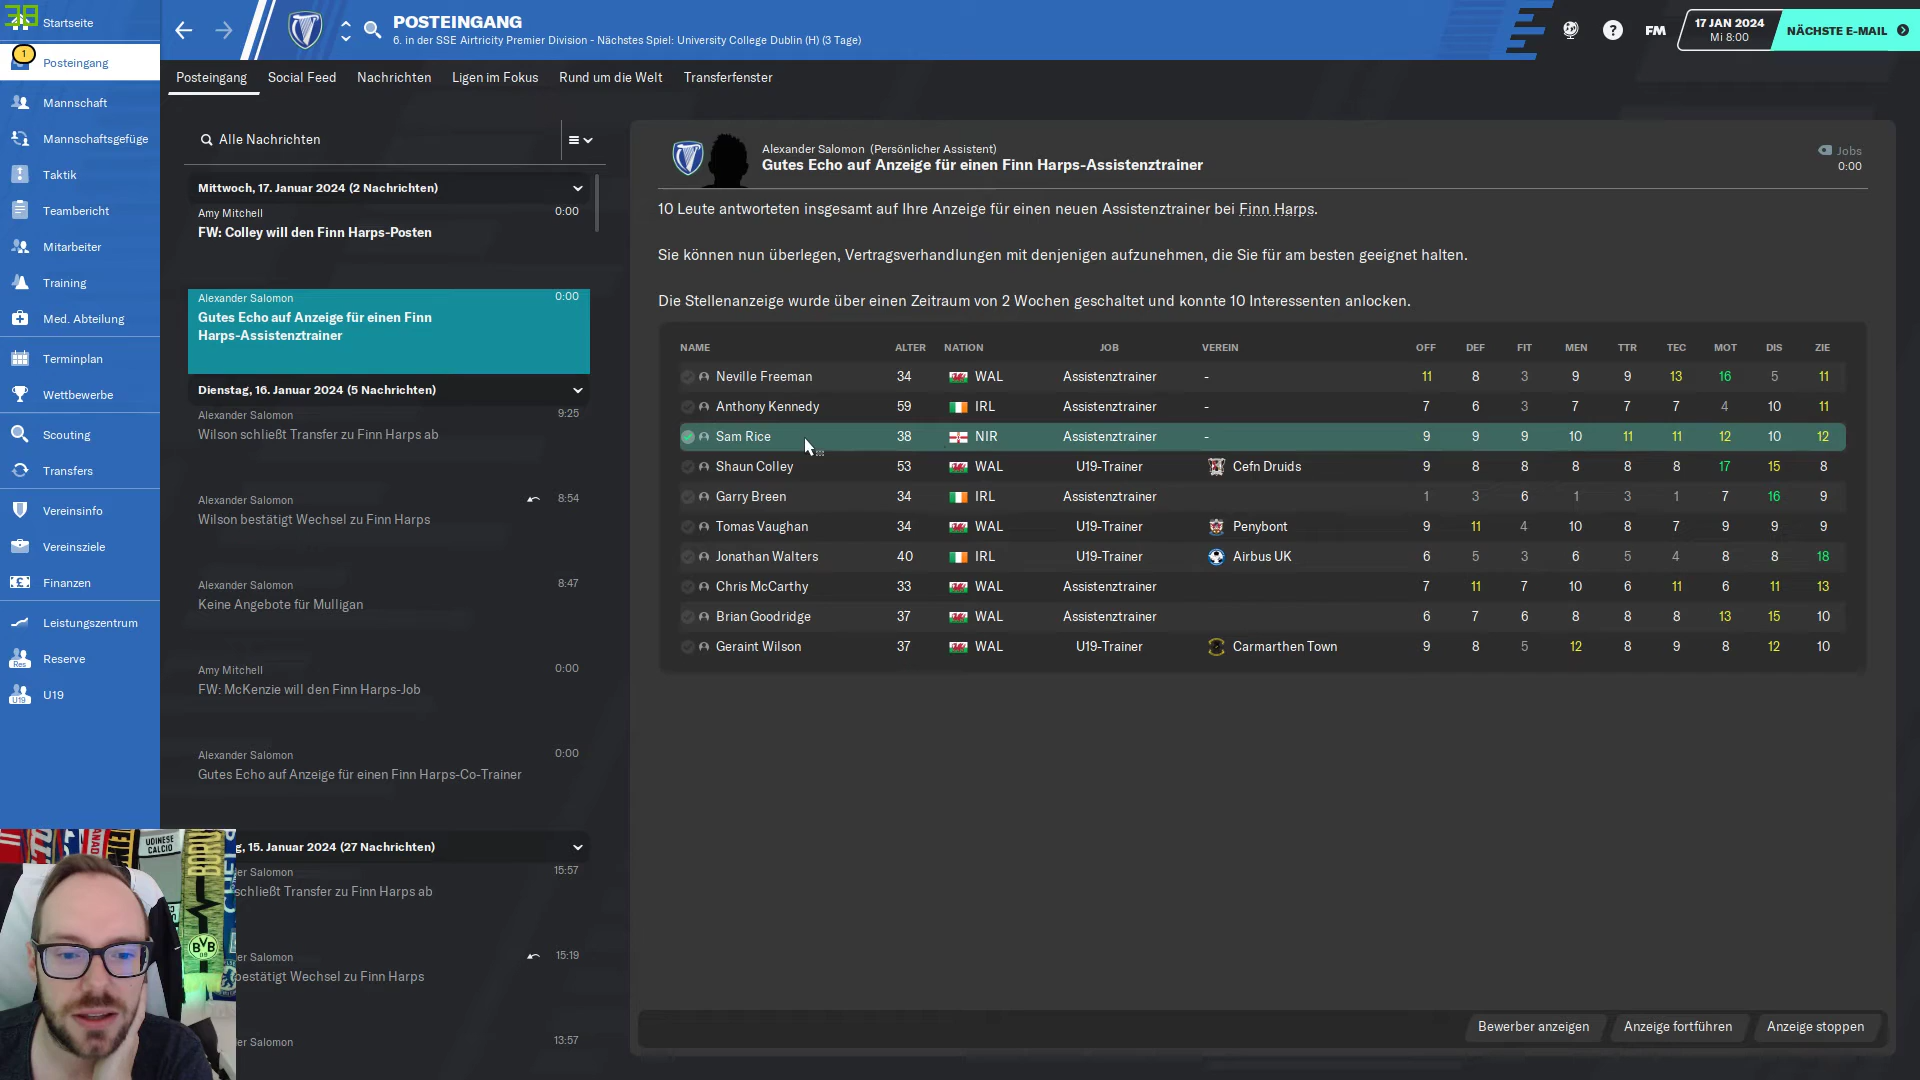 38
Startseite
1
Posteingang
Mannschaft
Mannschaftsgefüge
Taktik
Teambericht
Mitarbeiter
Training
Med. Abteilung
Terminplan
Wettbewerbe
Scouting
Transfers
Vereinsinfo
Vereinsziele
Finanzen
Leistungszentrum
Res
Reserve
U19
U19
POSTEINGANG
6. in der SSE Airtricity Premier Division - Nächstes Spiel: University College Dublin (H) (3 Tage)
?
FM
17 JAN 2024
Mi 8:00
NÄCHSTE E-MAIL
Posteingang
Social Feed
Nachrichten
Ligen im Fokus
Rund um die Welt
Transferfenster
Alle Nachrichten
Mittwoch, 17. Januar 2024 (2 Nachrichten)
Amy Mitchell 0:00
FW: Colley will den Finn Harps-Posten
Alexander Salomon 0:00
Gutes Echo auf Anzeige für einen Finn
Harps-Assistenztrainer
Dienstag, 16. Januar 2024 (5 Nachrichten)
Alexander Salomon 9:25
Wilson schließt Transfer zu Finn Harps ab
Alexander Salomon 8:54
Wilson bestätigt Wechsel zu Finn Harps
Alexander Salomon 8:47
Keine Angebote für Mulligan
Amy Mitchell 0:00
FW: McKenzie will den Finn Harps-Job
Alexander Salomon 0:00
Gutes Echo auf Anzeige für einen Finn Harps-Co-Trainer
g, 15. Januar 2024 (27 Nachrichten)
er Salomon 15:57
schließt Transfer zu Finn Harps ab
er Salomon 15:19
bestätigt Wechsel zu Finn Harps
er Salomon 13:57
Alexander Salomon (Persönlicher Assistent)
Gutes Echo auf Anzeige für einen Finn Harps-Assistenztrainer
Jobs
0:00
10 Leute antworteten insgesamt auf Ihre Anzeige für einen neuen Assistenztrainer bei Finn Harps.
Sie können nun überlegen, Vertragsverhandlungen mit denjenigen aufzunehmen, die Sie für am besten geeignet halten.
Die Stellenanzeige wurde über einen Zeitraum von 2 Wochen geschaltet und konnte 10 Interessenten anlocken.
NAME ALTER NATION JOB VEREIN OFF DEF FIT MEN TTR TEC MOT DIS ZIE
Neville Freeman 34 WAL Assistenztrainer - 11 8 3 9 9 13 16 5 11
Anthony Kennedy 59 IRL Assistenztrainer - 7 6 3 7 7 7 4 10 11
Sam Rice 38 NIR Assistenztrainer - 9 9 9 10 11 11 12 10 12
Shaun Colley 53 WAL U19-Trainer Cefn Druids 9 8 8 8 8 8 17 15 8
Garry Breen 34 IRL Assistenztrainer 1 3 6 1 3 1 7 16 9
Tomas Vaughan 34 WAL U19-Trainer Penybont 9 11 4 10 8 7 9 9 9
Jonathan Walters 40 IRL U19-Trainer Airbus UK 6 5 3 6 5 4 8 8 18
Chris McCarthy 33 WAL Assistenztrainer 7 11 7 10 6 11 6 11 13
Brian Goodridge 37 WAL Assistenztrainer 6 7 6 8 8 8 13 15 10
Geraint Wilson 37 WAL U19-Trainer Carmarthen Town 9 8 5 12 8 9 8 12 10
Bewerber anzeigen
Anzeige fortführen
Anzeige stoppen
UDINESE
CALCIO
BVB
09